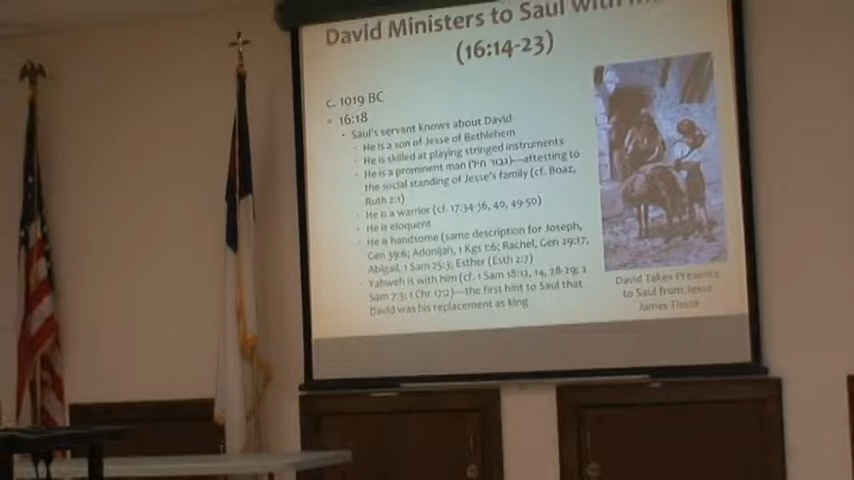 David Ministers to Saul with
(16:14-23)
c. 1019 BC
16:18
Saul's servant knows about David
He is a son of Jesse of Bethlehem
He is skilled at playing stringed instruments
He is a prominent man (גבור חיל)—attesting to
the social standing of Jesse's family (cf. Boaz,
Ruth 2:1)
He is a warrior (cf. 17:34-36, 40, 49-50)
He is eloquent
He is handsome (same description for Joseph,
Gen 39:6; Adonijah, 1 Kgs 1:6; Rachel, Gen 29:17;
Abigail, 1 Sam 25:3; Esther (Esth 2:7)
Yahweh is with him (cf. 1 Sam 18:12, 14, 28-29; 2
Sam 7:3; 1 Chr 17:2)—the first hint to Saul that
David was his replacement as king
David Takes Presents
to Saul from Jesse
James Tissot